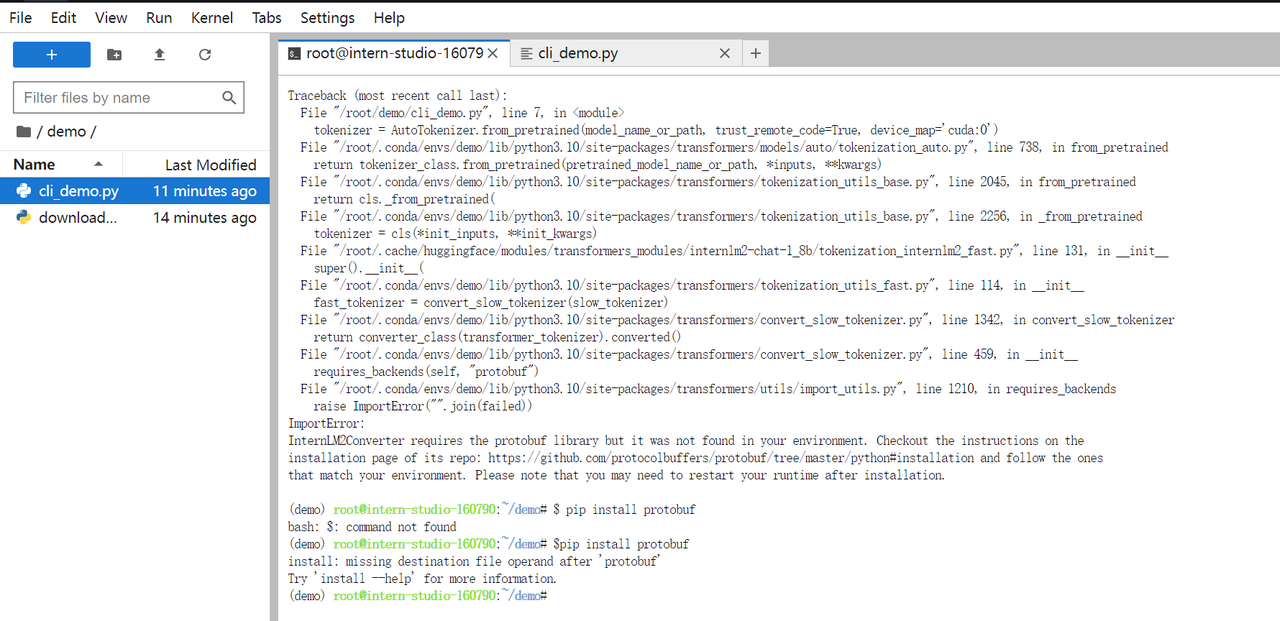 File Edit View Run Kernel Tabs Settings Help
+
root@intern-studio-16079 cli_demo.py +
Filter files by name
/ demo /
Name Last Modified
cli_demo.py 11 minutes ago
download... 14 minutes ago
Traceback (most recent call last):
File "/root/demo/cli_demo.py", line 7, in <module>
tokenizer = AutoTokenizer.from_pretrained(model_name_or_path, trust_remote_code=True, device_map='cuda:0')
File "/root/.conda/envs/demo/lib/python3.10/site-packages/transformers/models/auto/tokenization_auto.py", line 738, in from_pretrained
return tokenizer_class.from_pretrained(pretrained_model_name_or_path, *inputs, **kwargs)
File "/root/.conda/envs/demo/lib/python3.10/site-packages/transformers/tokenization_utils_base.py", line 2045, in from_pretrained
return cls._from_pretrained(
File "/root/.conda/envs/demo/lib/python3.10/site-packages/transformers/tokenization_utils_base.py", line 2256, in _from_pretrained
tokenizer = cls(*init_inputs, **init_kwargs)
File "/root/.cache/huggingface/modules/transformers_modules/internlm2-chat-1_8b/tokenization_internlm2_fast.py", line 131, in __init__
super().__init__(
File "/root/.conda/envs/demo/lib/python3.10/site-packages/transformers/tokenization_utils_fast.py", line 114, in __init__
fast_tokenizer = convert_slow_tokenizer(slow_tokenizer)
File "/root/.conda/envs/demo/lib/python3.10/site-packages/transformers/convert_slow_tokenizer.py", line 1342, in convert_slow_tokenizer
return converter_class(transformer_tokenizer).converted()
File "/root/.conda/envs/demo/lib/python3.10/site-packages/transformers/convert_slow_tokenizer.py", line 459, in __init__
requires_backends(self, "protobuf")
File "/root/.conda/envs/demo/lib/python3.10/site-packages/transformers/utils/import_utils.py", line 1210, in requires_backends
raise ImportError("".join(failed))
ImportError:
InternLM2Converter requires the protobuf library but it was not found in your environment. Checkout the instructions on the
installation page of its repo: https://github.com/protocolbuffers/protobuf/tree/master/python#installation and follow the ones
that match your environment. Please note that you may need to restart your runtime after installation.
(demo) root@intern-studio-160790:~/demo# $ pip install protobuf
bash: $: command not found
(demo) root@intern-studio-160790:~/demo# $pip install protobuf
install: missing destination file operand after 'protobuf'
Try 'install --help' for more information.
(demo) root@intern-studio-160790:~/demo#